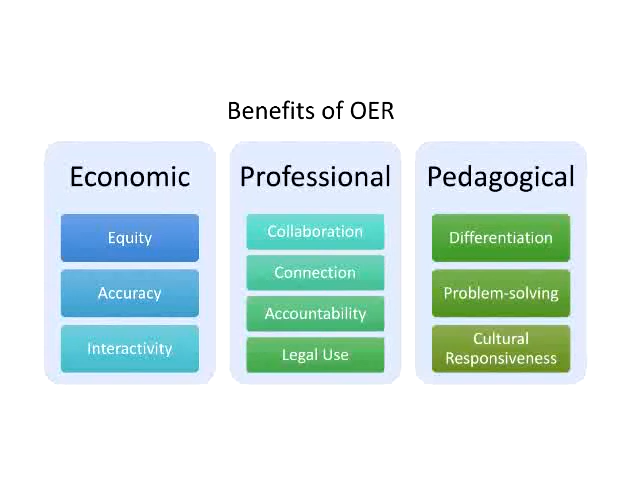 Benefits of OER
Economic
Equity
Accuracy
Interactivity
Professional
Collaboration
Connection
Accountability
Legal Use
Pedagogical
Differentiation
Problem-solving
Cultural
Responsiveness